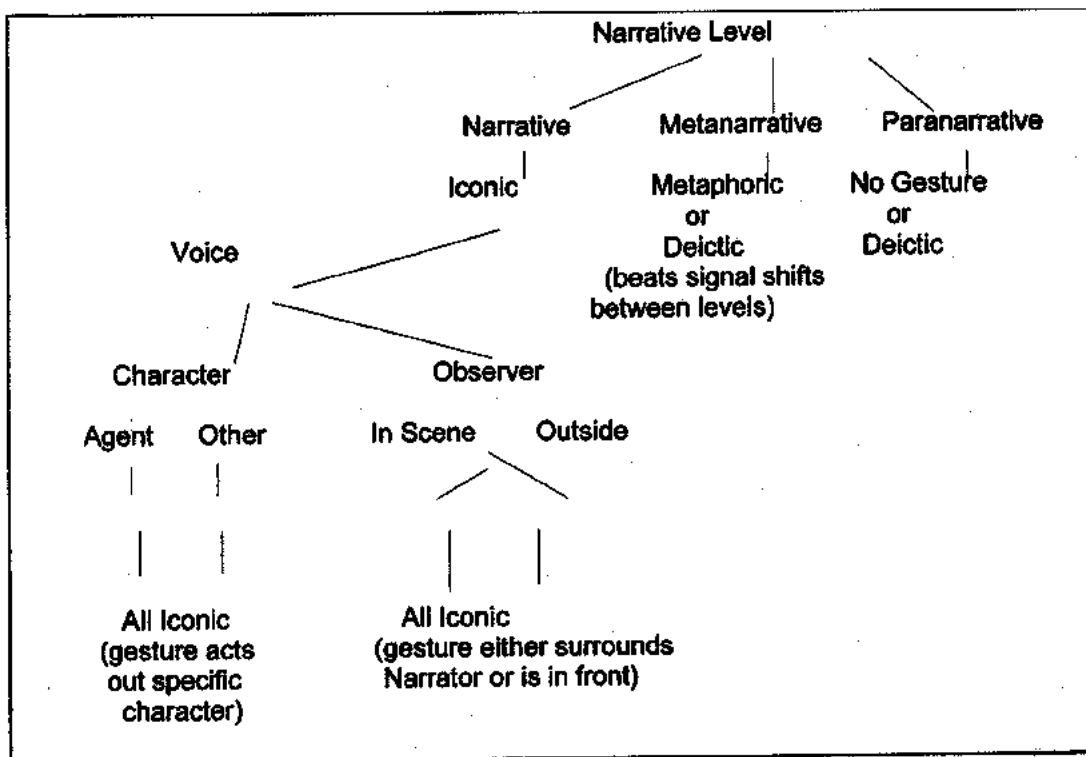 Narrative Level
Narrative Metanarrative Paranarrative
Iconic
Metaphoric
or
Deictic
(beats signal shifts
between levels)
No Gesture
or
Deictic
Voice
Character Observer
Agent Other In Scene Outside
All Iconic
(gesture acts
out specific
character)
All Iconic
(gesture either surrounds
Narrator or is in front)